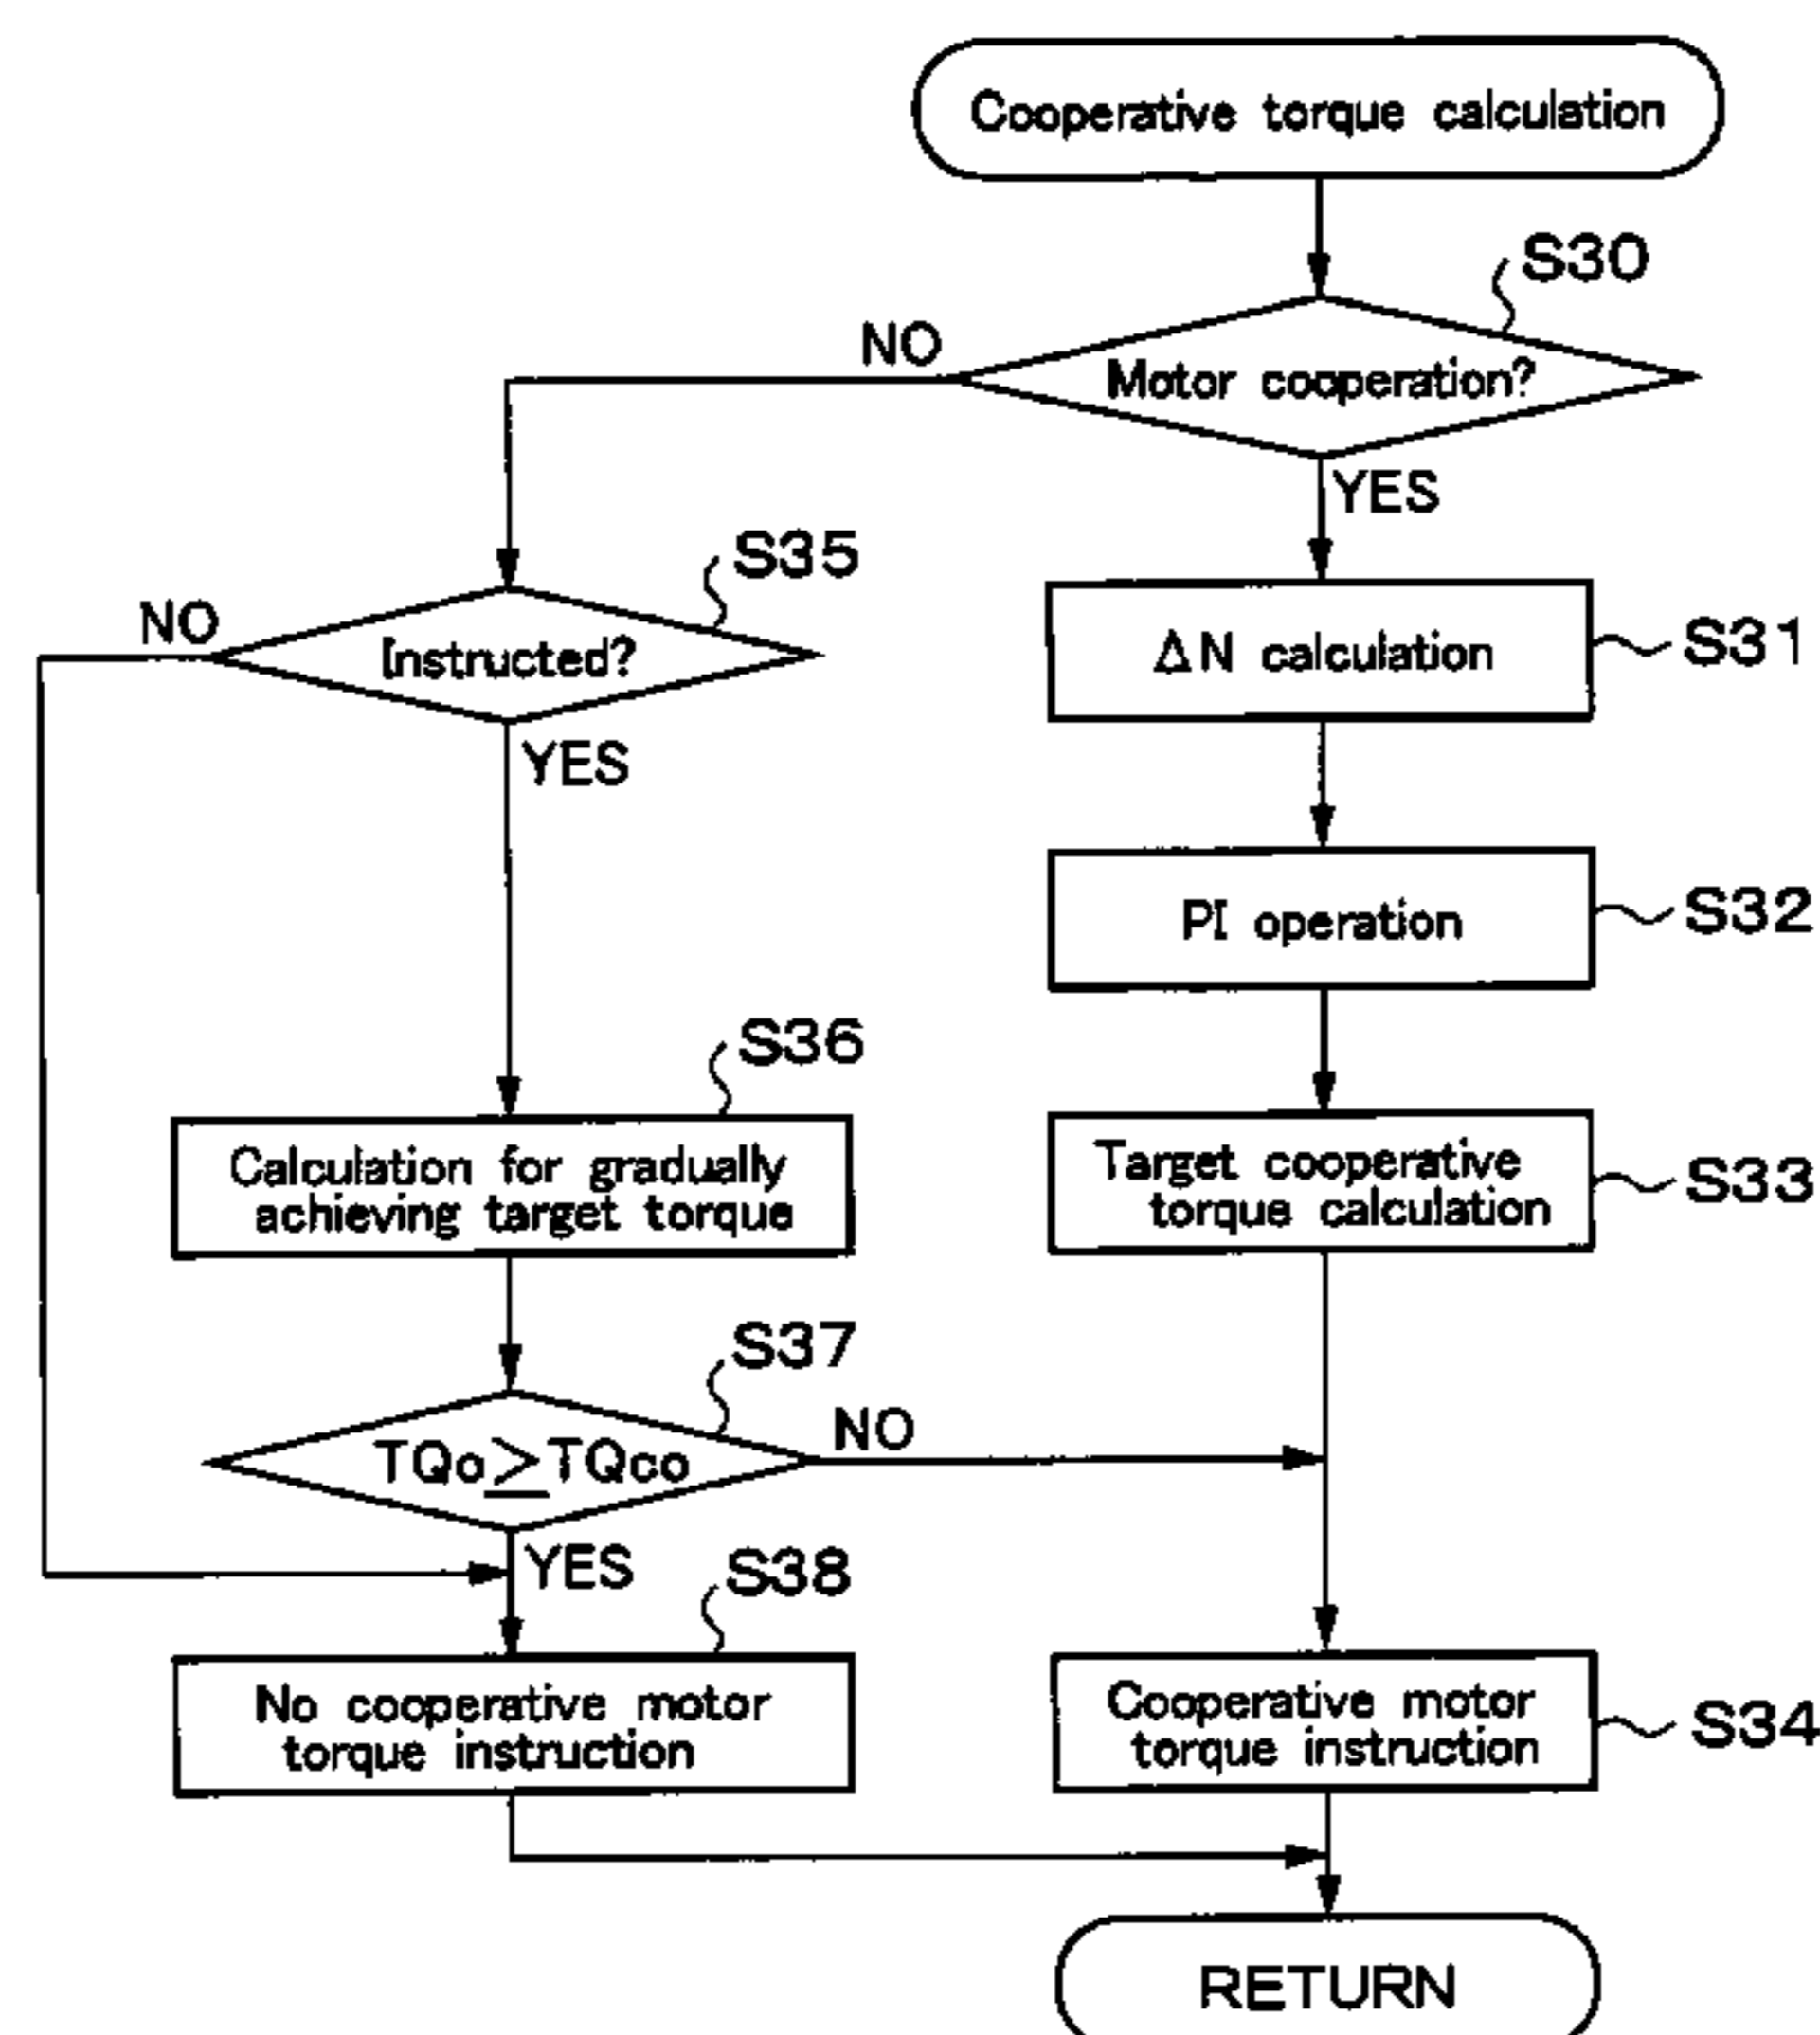 Cooperative torque calculation
S30
NO
Motor cooperation?
YES
S35
NO
Instructed?
YES
ΔN calculation
S31
PI operation
S32
S36
Calculation for gradually
achieving target torque
Target cooperative
torque calculation
S33
S37
TQo≥TQco
NO
YES
S38
No cooperative motor
torque instruction
Cooperative motor
torque instruction
S34
RETURN